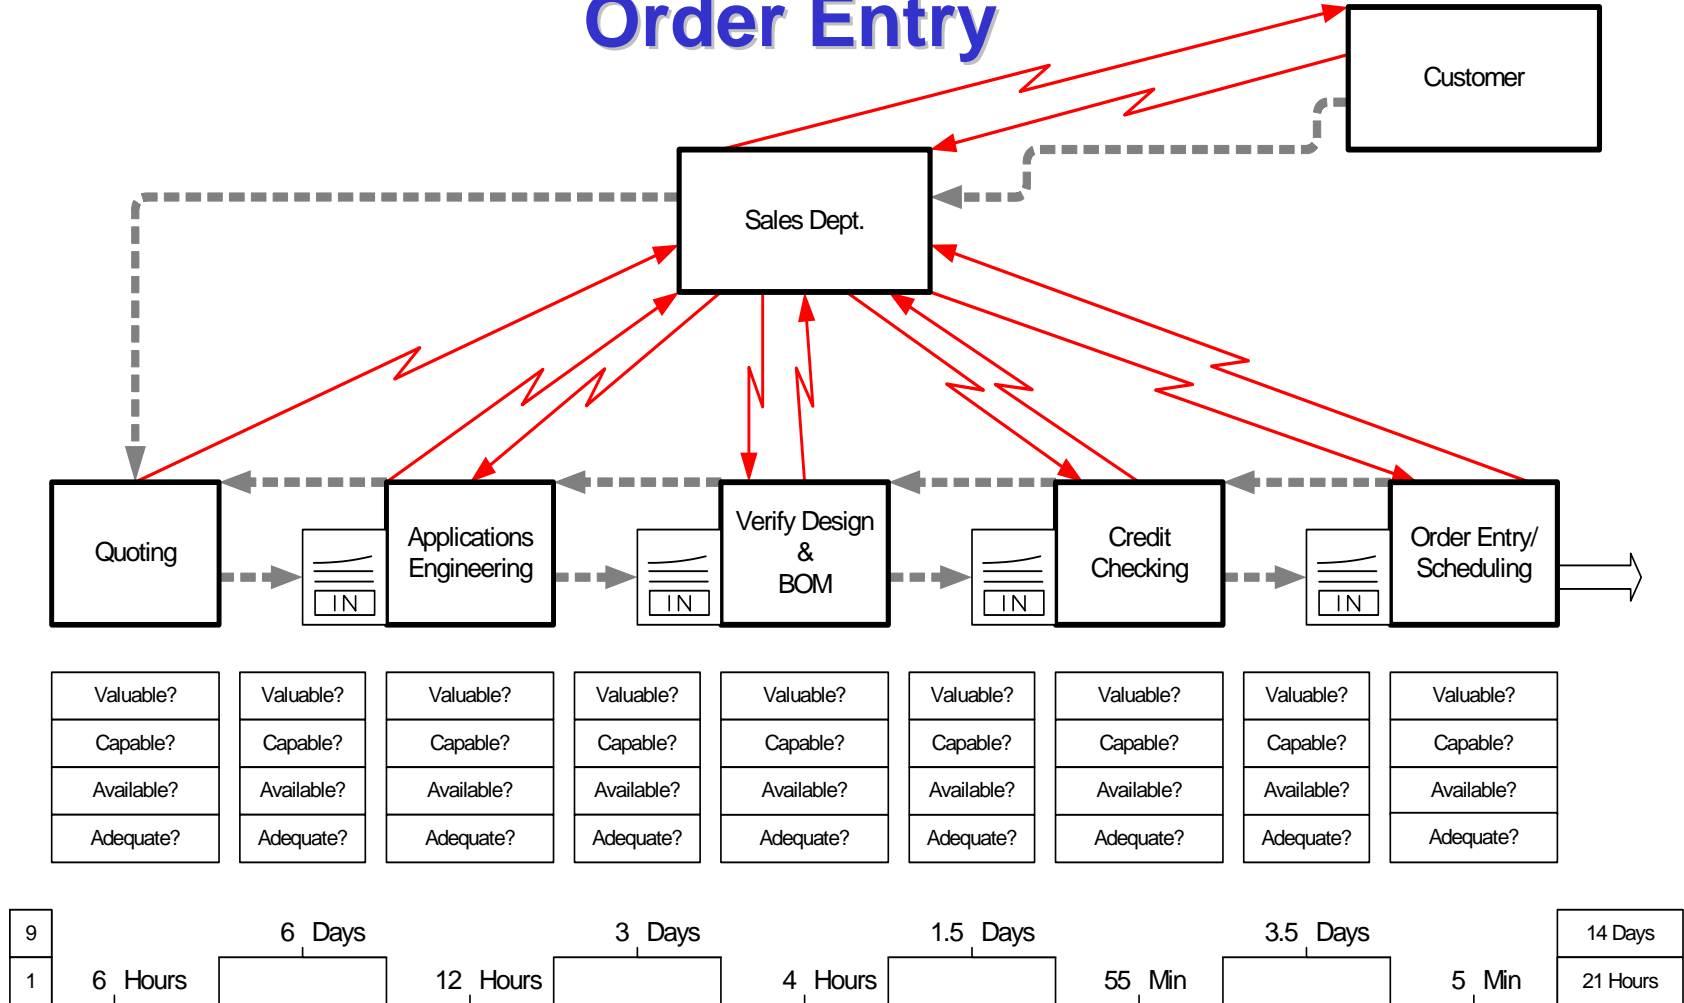 Order Entry
Customer
Sales Dept.
Quoting
IN
Applications
Engineering
IN
Verify Design
&
BOM
IN
Credit
Checking
IN
Order Entry/
Scheduling
Valuable? Valuable? Valuable? Valuable? Valuable? Valuable? Valuable? Valuable? Valuable?
Capable? Capable? Capable? Capable? Capable? Capable? Capable? Capable? Capable?
Available? Available? Available? Available? Available? Available? Available? Available? Available?
Adequate? Adequate? Adequate? Adequate? Adequate? Adequate? Adequate? Adequate? Adequate?
9 6 Days 3 Days 1.5 Days 3.5 Days 14 Days
1 6 Hours 12 Hours 4 Hours 55 Min 5 Min 21 Hours